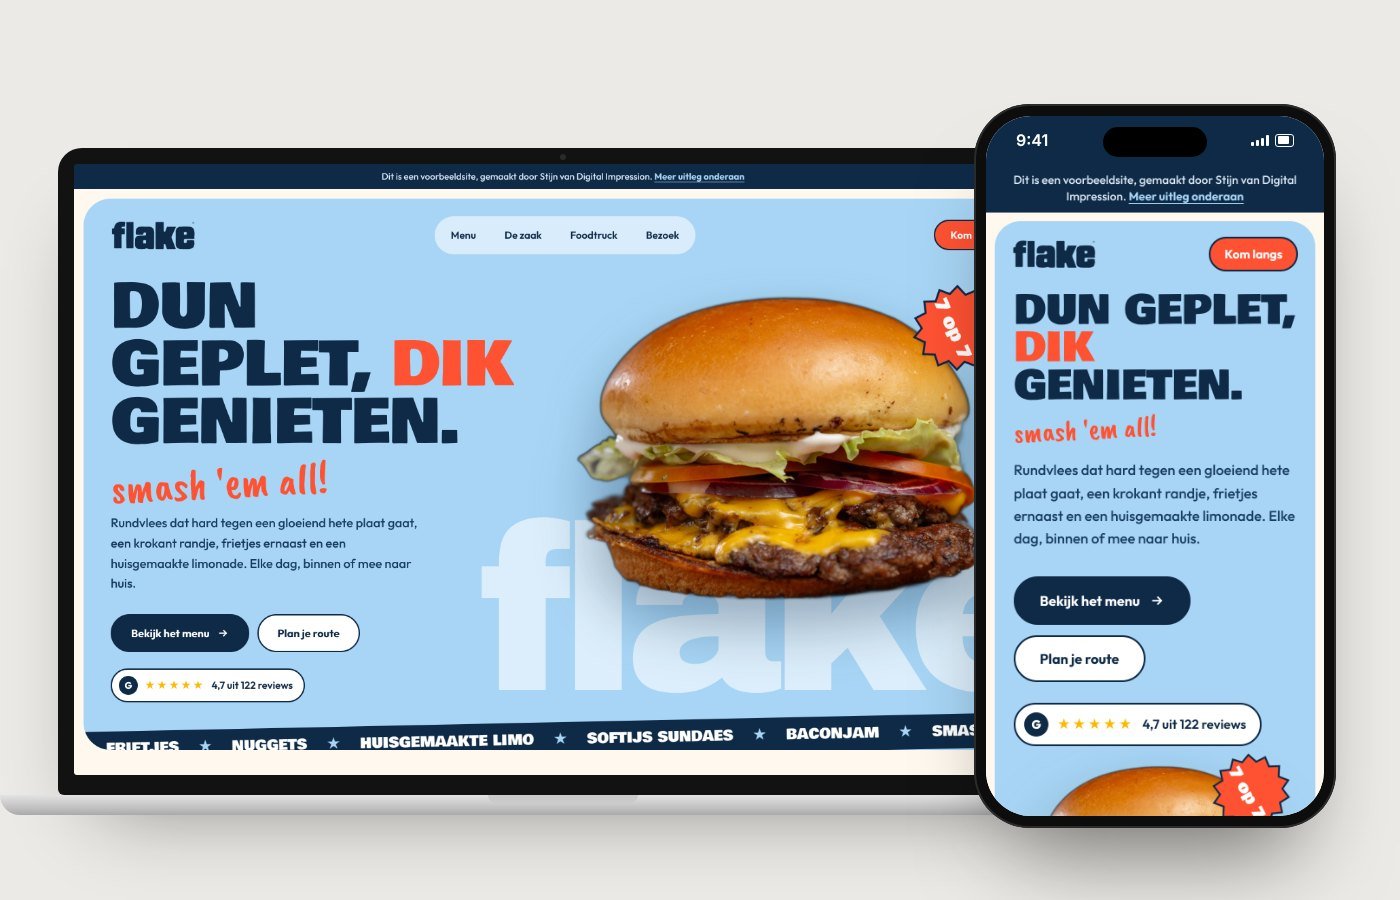 Dit is een voorbeeldsite, gemaakt door Stijn van Digital Impression. Meer uitleg onderaan
flake
Menu De zaak Foodtruck Bezoek
Kom
DUN
GEPLET, DIK
GENIETEN.
smash 'em all!
Rundvlees dat hard tegen een gloeiend hete plaat gaat,
een krokant randje, frietjes ernaast en een
huisgemaakte limonade. Elke dag, binnen of mee naar
huis.
Bekijk het menu →
Plan je route
G ★★★★★ 4,7 uit 122 reviews
7 op 7
flake
FRIETJES ★ NUGGETS ★ HUISGEMAAKTE LIMO ★ SOFTIJS SUNDAES ★ BACONJAM ★ SMAS
9:41
Dit is een voorbeeldsite, gemaakt door Stijn van Digital
Impression. Meer uitleg onderaan
flake
Kom langs
DUN GEPLET,
DIK
GENIETEN.
smash 'em all!
Rundvlees dat hard tegen een gloeiend hete
plaat gaat, een krokant randje, frietjes
ernaast en een huisgemaakte limonade. Elke
dag, binnen of mee naar huis.
Bekijk het menu →
Plan je route
G ★★★★★ 4,7 uit 122 reviews
7 op 7